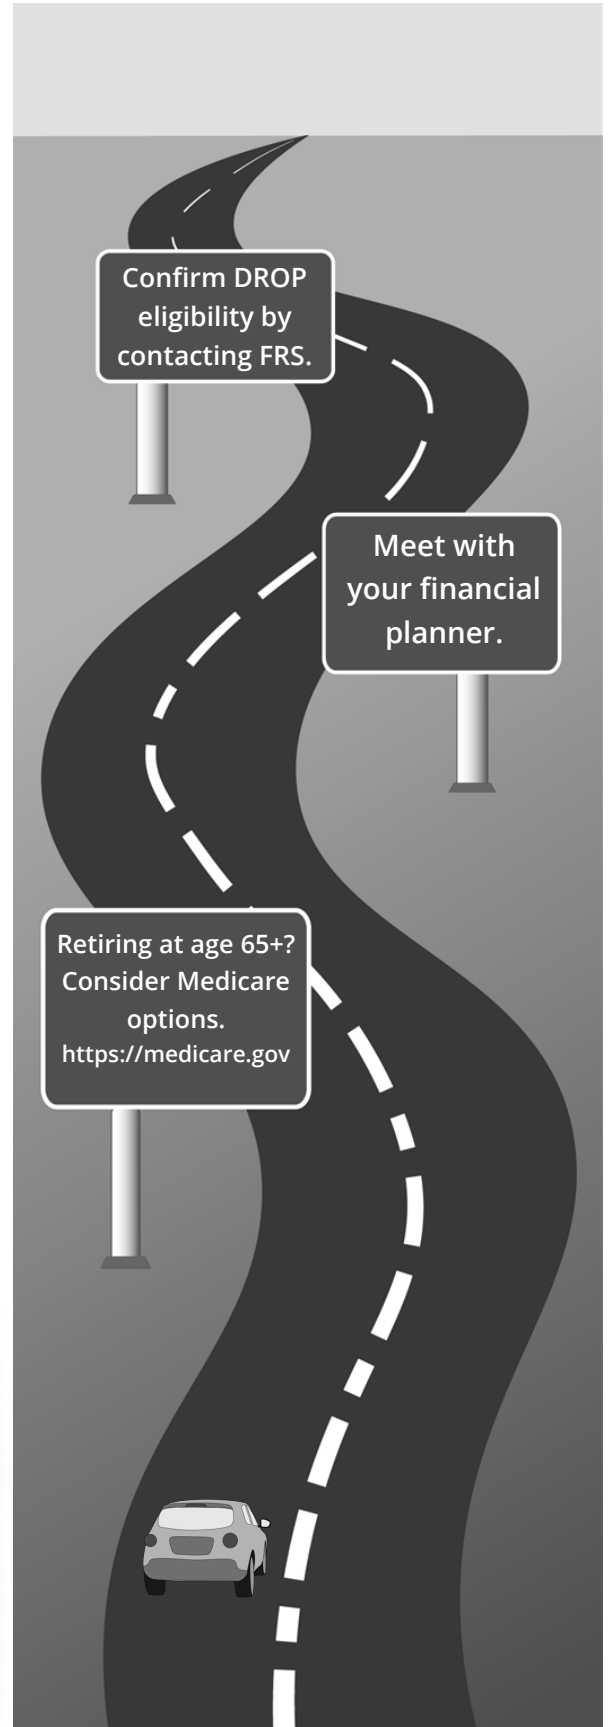 Confirm DROP
eligibility by
contacting FRS.
Meet with
your financial
planner.
Retiring at age 65+?
Consider Medicare
options.
https://medicare.gov